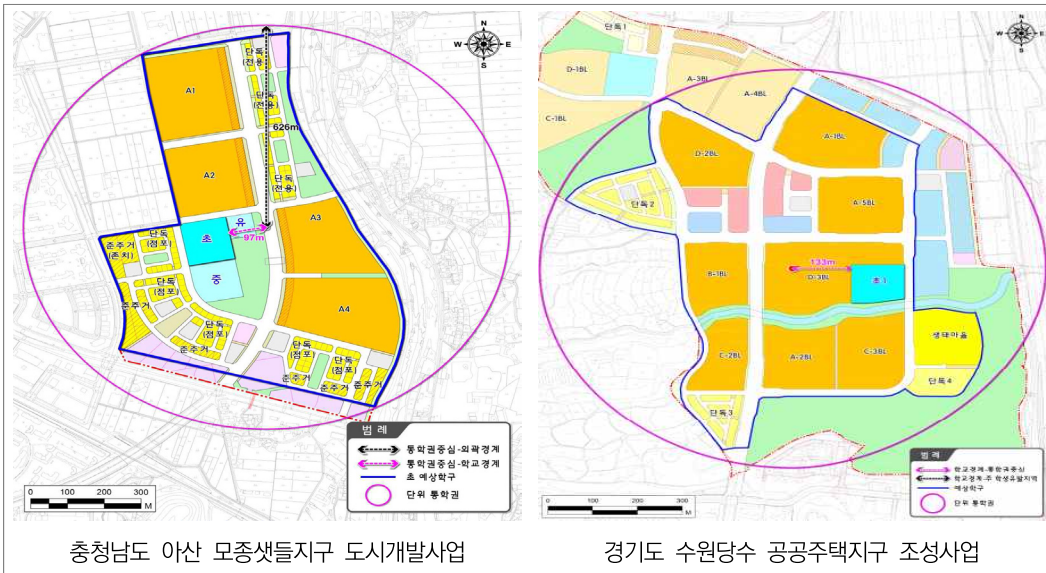 N
W E
S
단독
(전용)
A1
단독
(전용)
626m
A2
단독
(전용)
유
A3
초
97m
준주거
(존치)
단독
(점포)
중
단독
(점포)
준주거
A4
단독
(점포)
준주거
단독
(점포)
단독
(점포)
준주거
준주거
준주거
범 례
통학권중심-외곽경계
통학권중심-학교경계
초 예상학구
단위 통학권
0 100 200 300
M
충청남도 아산 모종샛들지구 도시개발사업
N
W E
S
단독1
D-1BL
A-3BL
A-4BL
C-1BL
A-1BL
D-2BL
단독2
A-5BL
133m
B-1BL
D-3BL
초1
생태마을
C-2BL
A-2BL
C-3BL
단독4
단독3
범 례
학교경계-통학권중심
학교경계-주 학생유발지역
예상학구
단위 통학권
0 100 200 300
M
경기도 수원당수 공공주택지구 조성사업